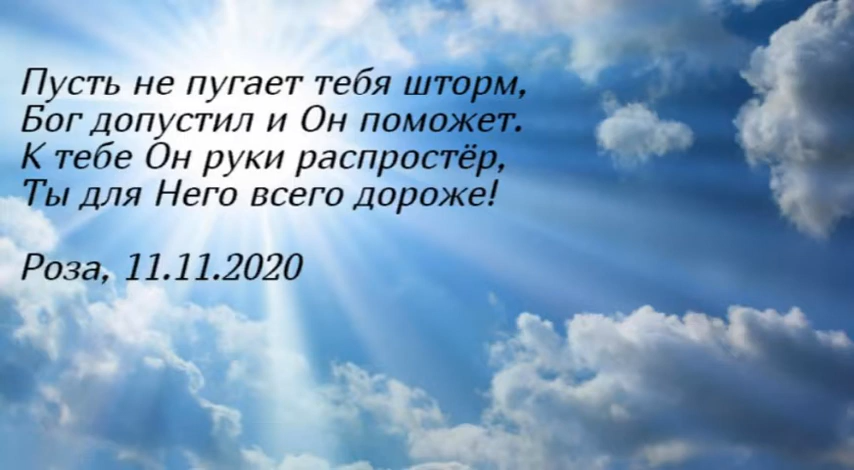 Пусть не пугает тебя шторм,
Бог допустил и Он поможет.
К тебе Он руки распростёр,
Ты для Него всего дороже!
Роза, 11.11.2020